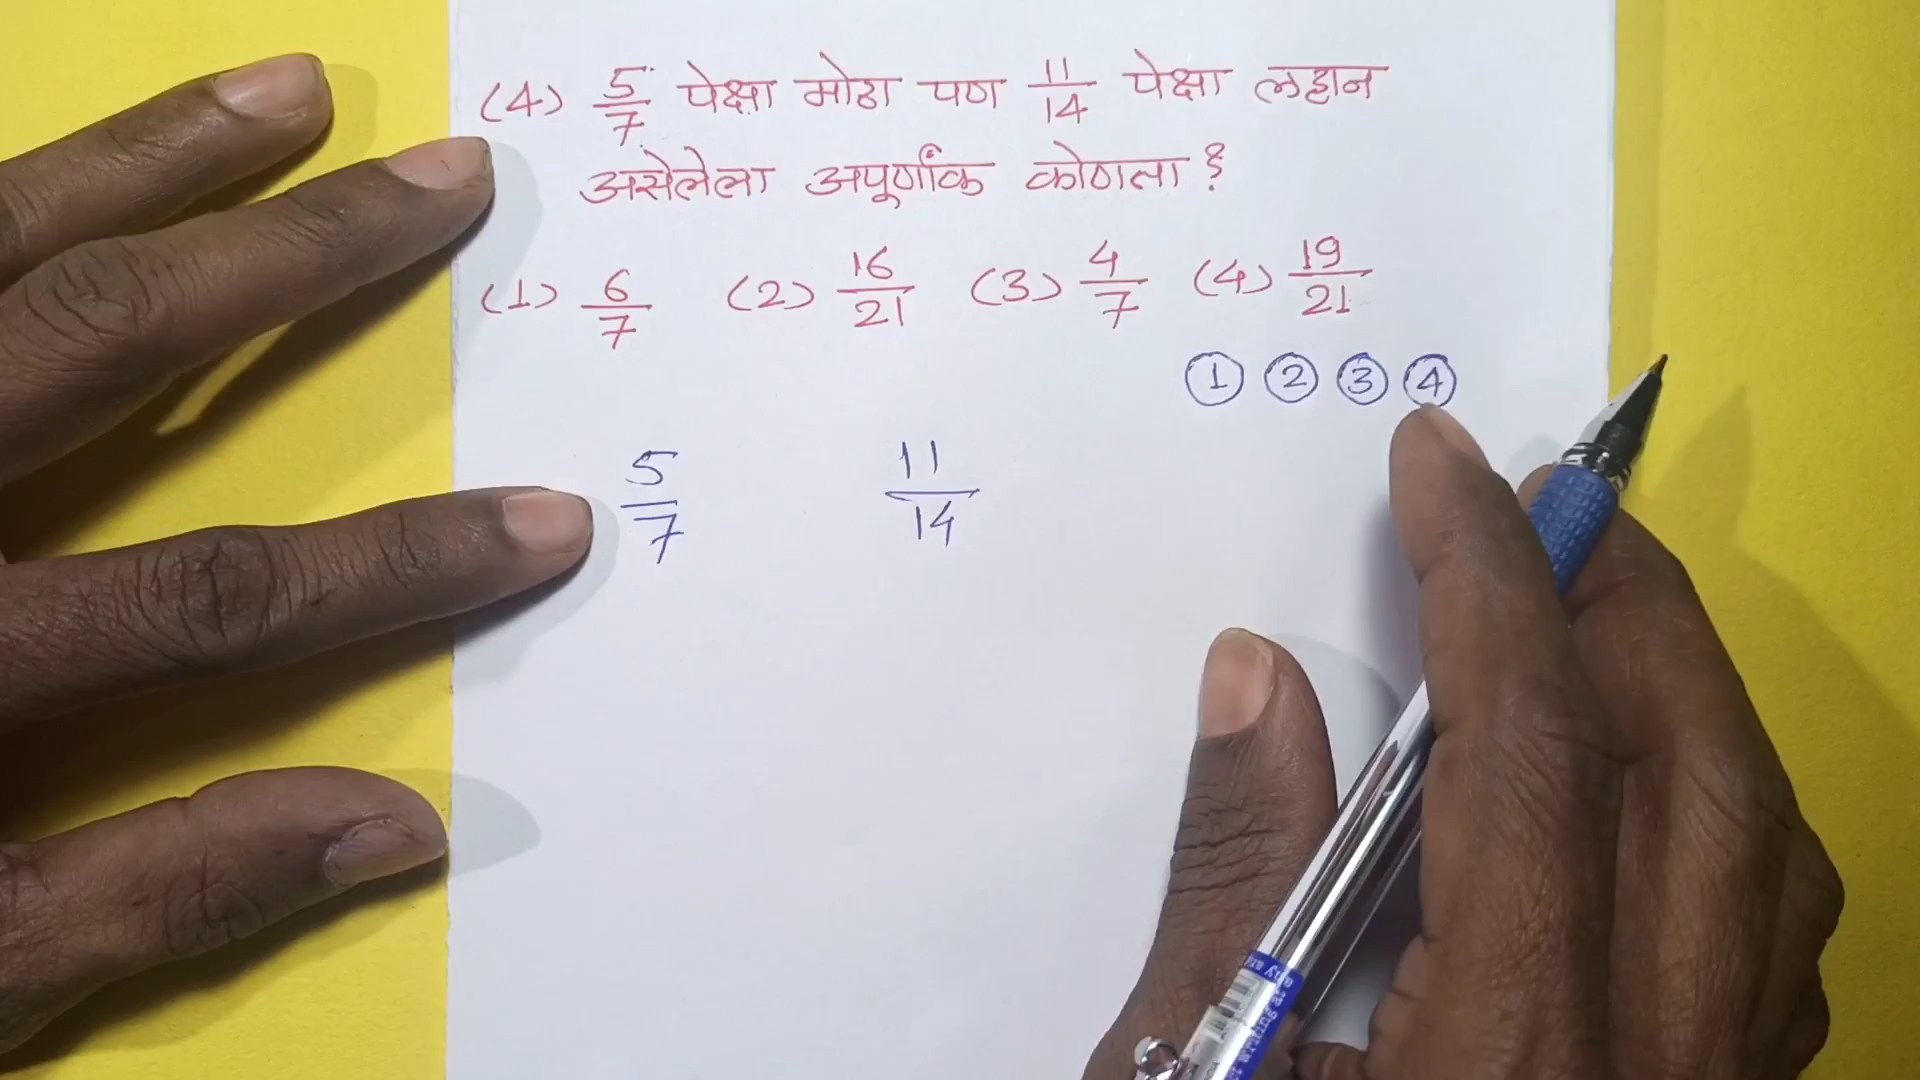 (4) 5/7 पेक्षा मोठा पण 11/14 पेक्षा लहान
असेलेला अपूर्णांक कोणता ?
(1) 6/7 (2) 16/21 (3) 4/7 (4) 19/21
① ② ③ ④
5/7 11/14